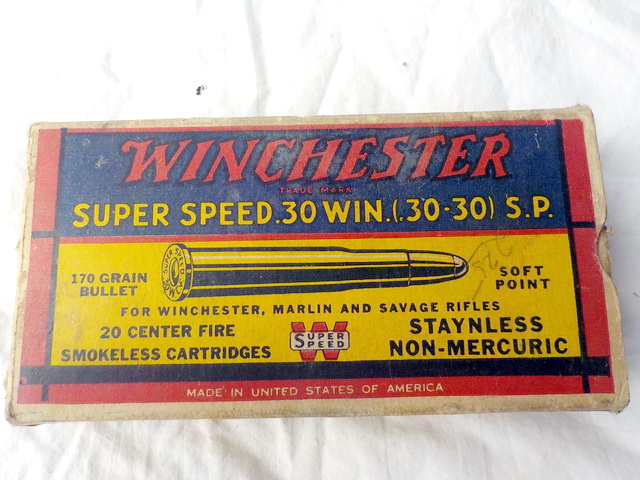 WINCHESTER
TRADE MARK
SUPER SPEED .30 WIN. (.30-30) S.P.
170 GRAIN
BULLET
SOFT
POINT
FOR WINCHESTER, MARLIN AND SAVAGE RIFLES
20 CENTER FIRE
SMOKELESS CARTRIDGES
SUPER
SPEED
STAYNLESS
NON-MERCURIC
MADE IN UNITED STATES OF AMERICA